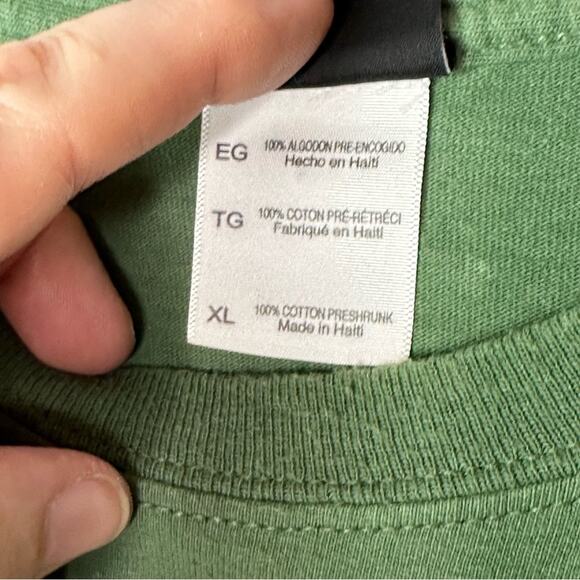 EG 100% ALGODON PRE-ENCOGIDO
Hecho en Haití
TG 100% COTON PRÉ-RÉTRÉCI
Fabriqué en Haiti
XL 100% COTTON PRESHRUNK
Made in Haiti